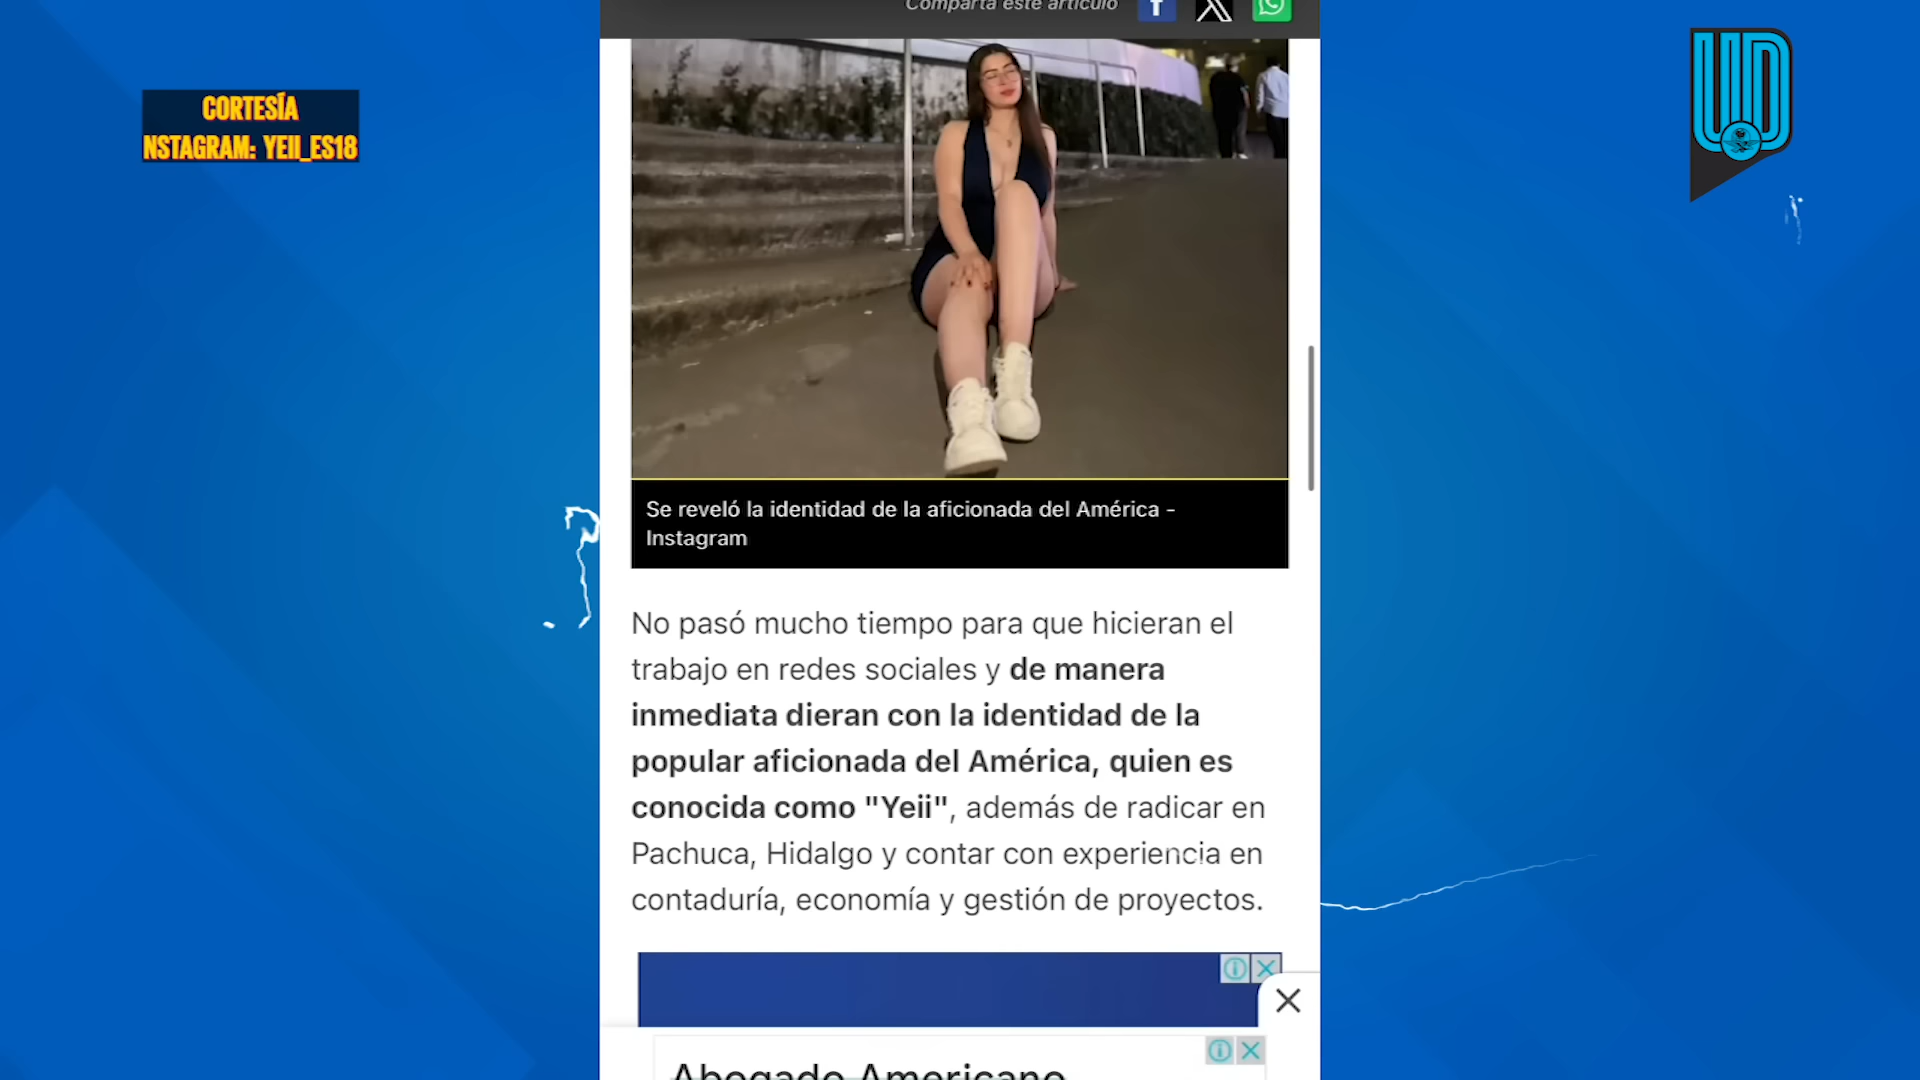 Comparta este artículo
CORTESÍA
NSTAGRAM: YEII_ES18
UD
Se reveló la identidad de la aficionada del América -
Instagram
No pasó mucho tiempo para que hicieran el
trabajo en redes sociales y de manera
inmediata dieran con la identidad de la
popular aficionada del América, quien es
conocida como "Yeii", además de radicar en
Pachuca, Hidalgo y contar con experiencia en
contaduría, economía y gestión de proyectos.
Abogado Americano